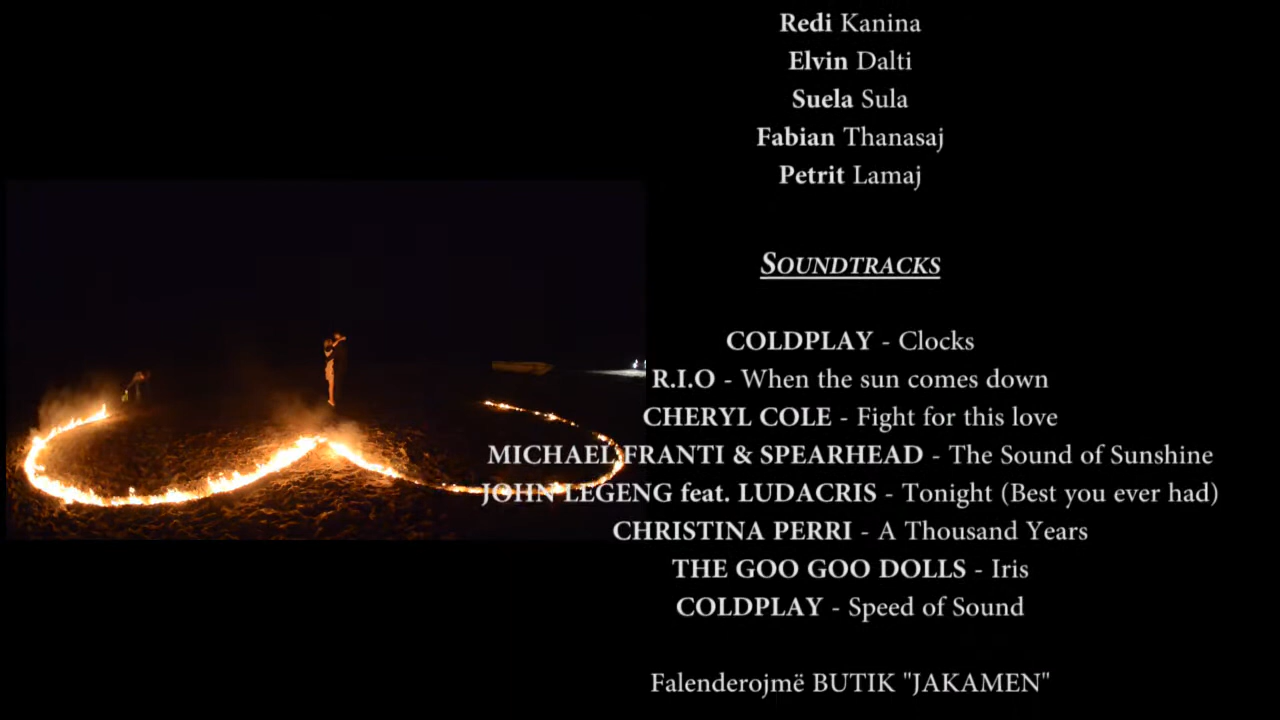 Redi Kanina
Elvin Dalti
Suela Sula
Fabian Thanasaj
Petrit Lamaj
SOUNDTRACKS
COLDPLAY - Clocks
R.I.O - When the sun comes down
CHERYL COLE - Fight for this love
MICHAEL FRANTI & SPEARHEAD - The Sound of Sunshine
JOHN LEGENG feat. LUDACRIS - Tonight (Best you ever had)
CHRISTINA PERRI - A Thousand Years
THE GOO GOO DOLLS - Iris
COLDPLAY - Speed of Sound
Falenderojmë BUTIK "JAKAMEN"